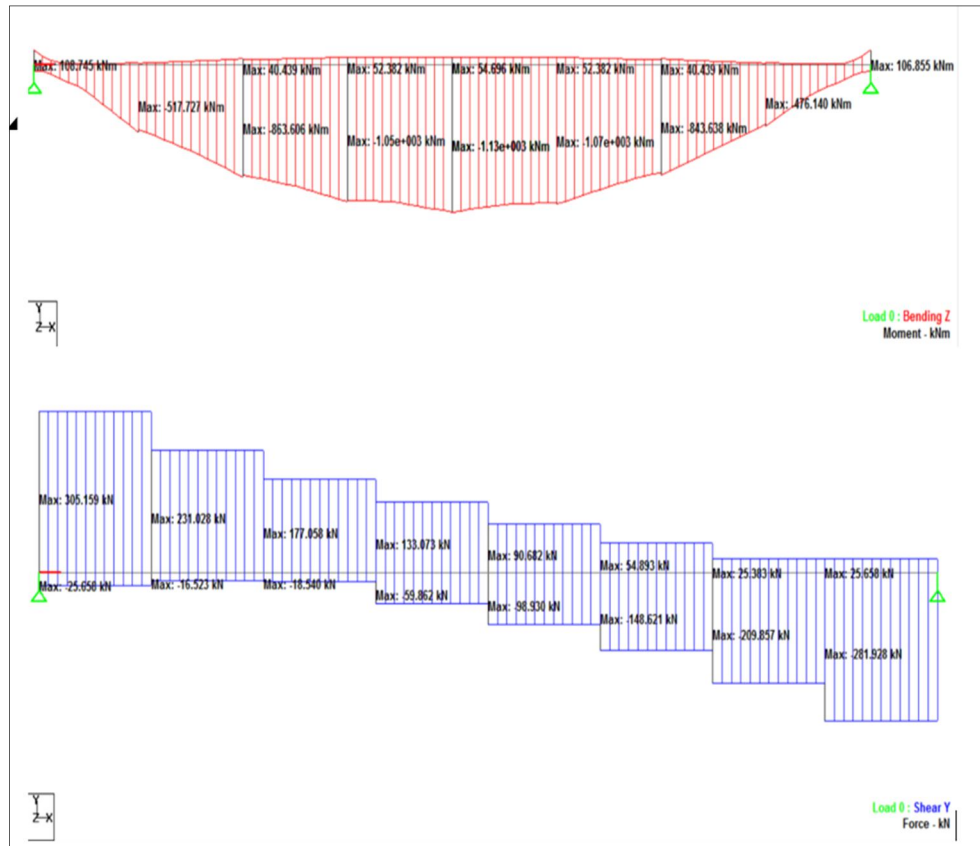 Max: 108.745 kNm
Max: 40.439 kNm
Max: 52.382 kNm
Max: 54.696 kNm
Max: 52.382 kNm
Max: 40.439 kNm
106.855 kNm
Max: -517.727 kNm
Max: -476.140 kNm
Max: -863.606 kNm
Max: -1.05e+003 kNm
Max: -1.13e+003 kNm
Max: -1.07e+003 kNm
Max: -843.638 kNm
Y
Z-X
Load 0 : Bending Z
Moment - kNm
Max: 305.159 kN
Max: 231.028 kN
Max: 177.058 kN
Max: 133.073 kN
Max: 90.682 kN
Max: 54.893 kN
Max: 25.383 kN
Max: 25.658 kN
Max: -25.658 kN
Max: -16.523 kN
Max: -18.540 kN
Max: -59.862 kN
Max: -98.930 kN
Max: -148.621 kN
Max: -209.857 kN
Max: -281.928 kN
Y
Z-X
Load 0 : Shear Y
Force - kN